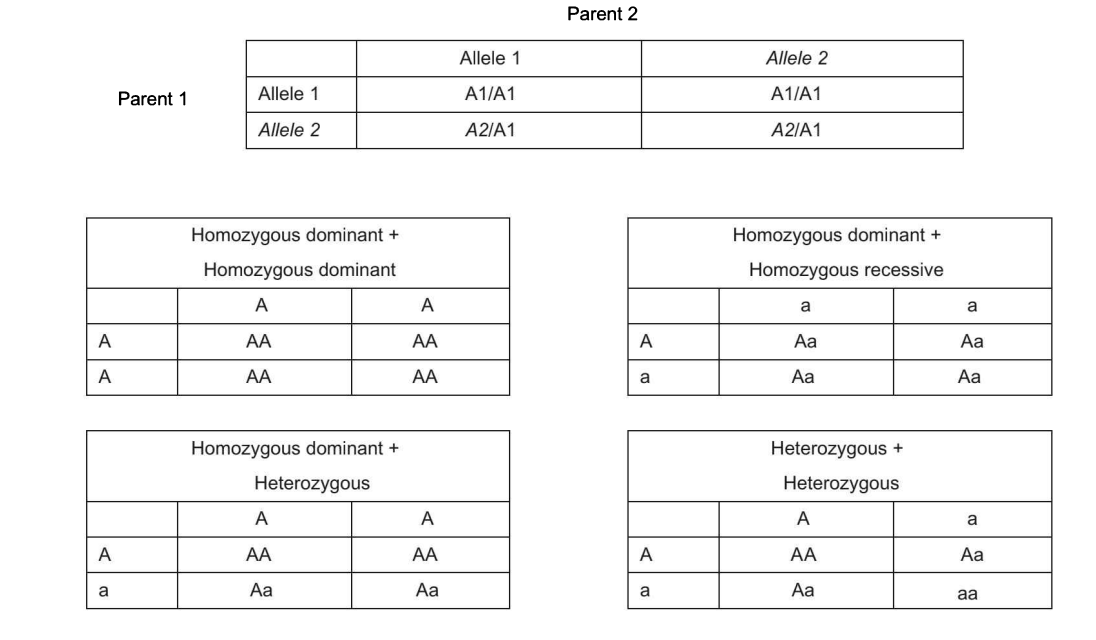 Parent 2
Allele 1 Allele 2
Parent 1
Allele 1 A1/A1 A1/A1
Allele 2 A2/A1 A2/A1
Homozygous dominant +
Homozygous dominant
A A
A AA AA
A AA AA
Homozygous dominant +
Homozygous recessive
a a
A Aa Aa
a Aa Aa
Homozygous dominant +
Heterozygous
A A
A AA AA
a Aa Aa
Heterozygous +
Heterozygous
A a
A AA Aa
a Aa aa